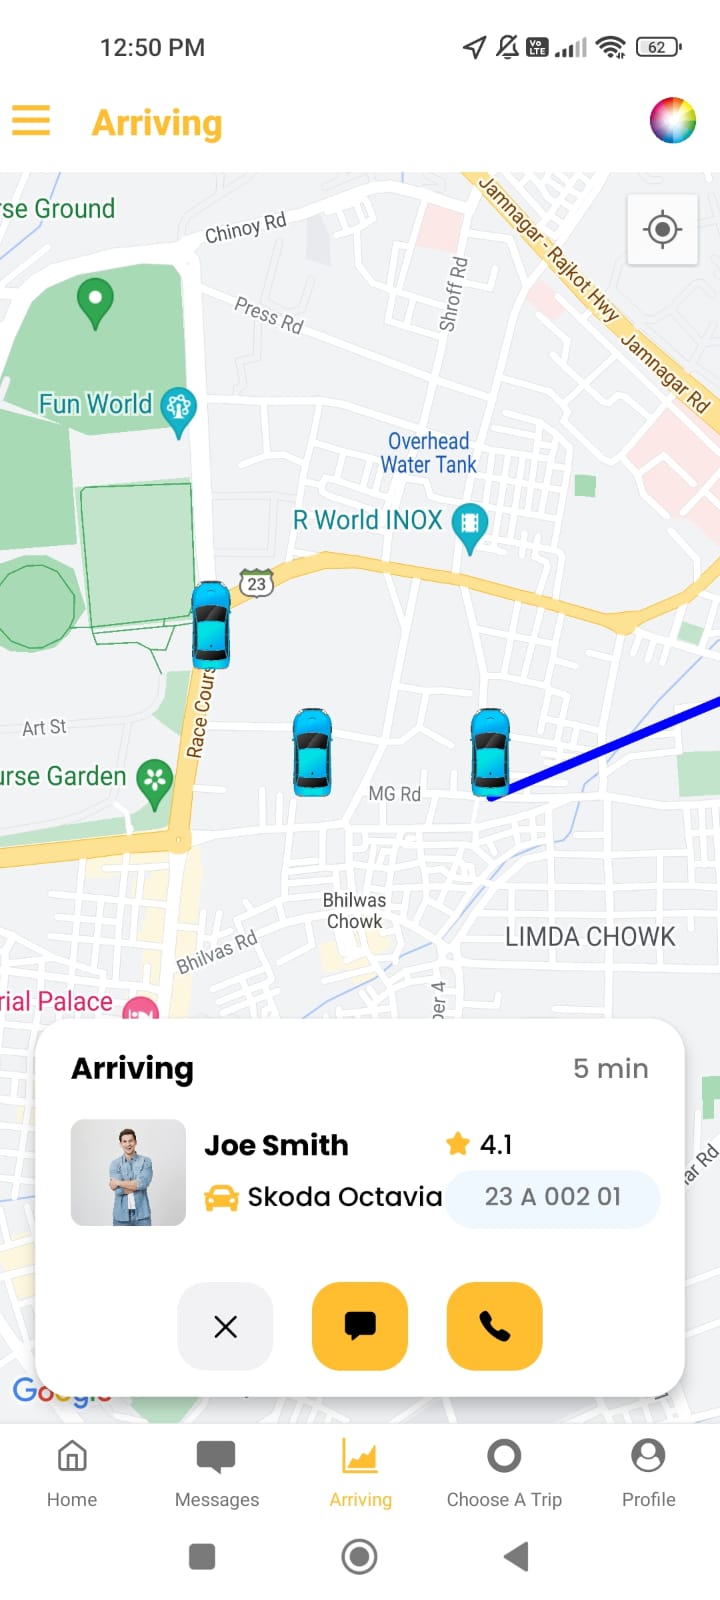 12:50 PM
Vo LTE
62
Arriving
rse Ground
Chinoy Rd
Jamnagar - Rajkot Hwy
Press Rd
Shroff Rd
Jamnagar Rd
Fun World
Overhead
Water Tank
R World INOX
23
Race Cours
Art St
urse Garden
MG Rd
Bhilwas
Chowk
LIMDA CHOWK
Bhilvas Rd
rial Palace
per 4
ar Rd
Arriving
5 min
Joe Smith
4.1
Skoda Octavia
23 A 002 01
Google
Home
Messages
Arriving
Choose A Trip
Profile